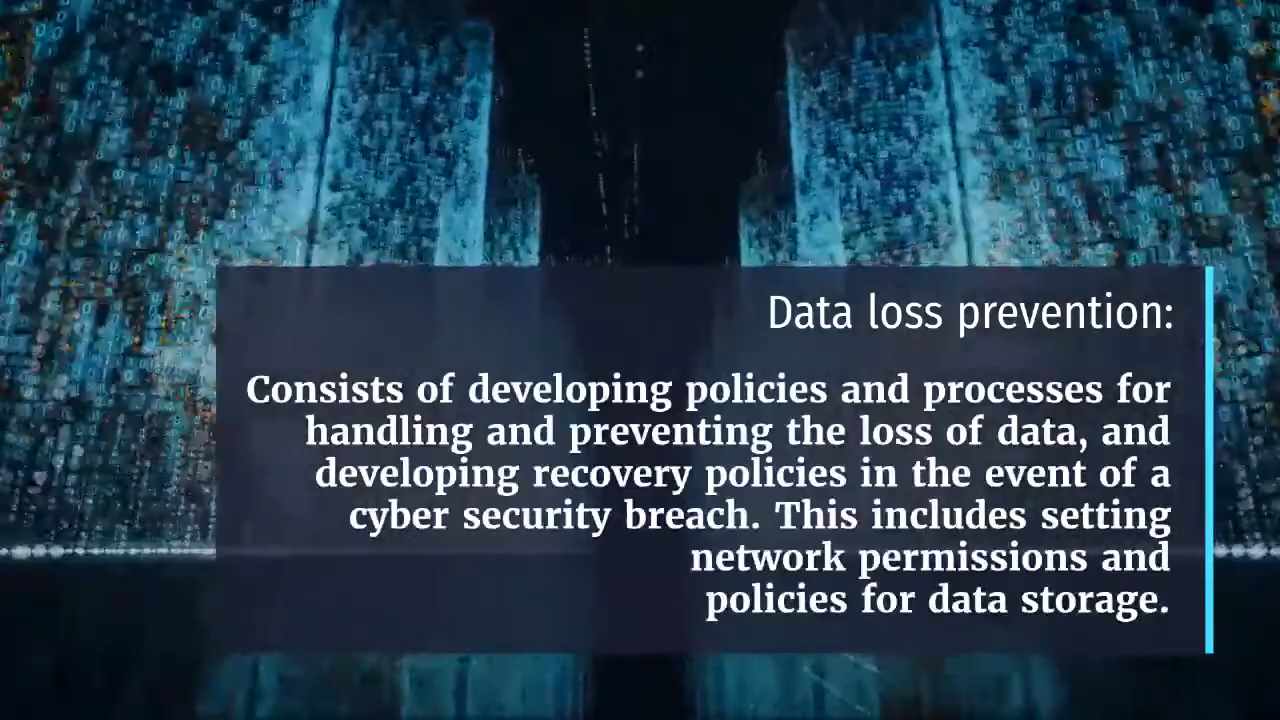 Data loss prevention:
Consists of developing policies and processes for
handling and preventing the loss of data, and
developing recovery policies in the event of a
cyber security breach. This includes setting
network permissions and
policies for data storage.